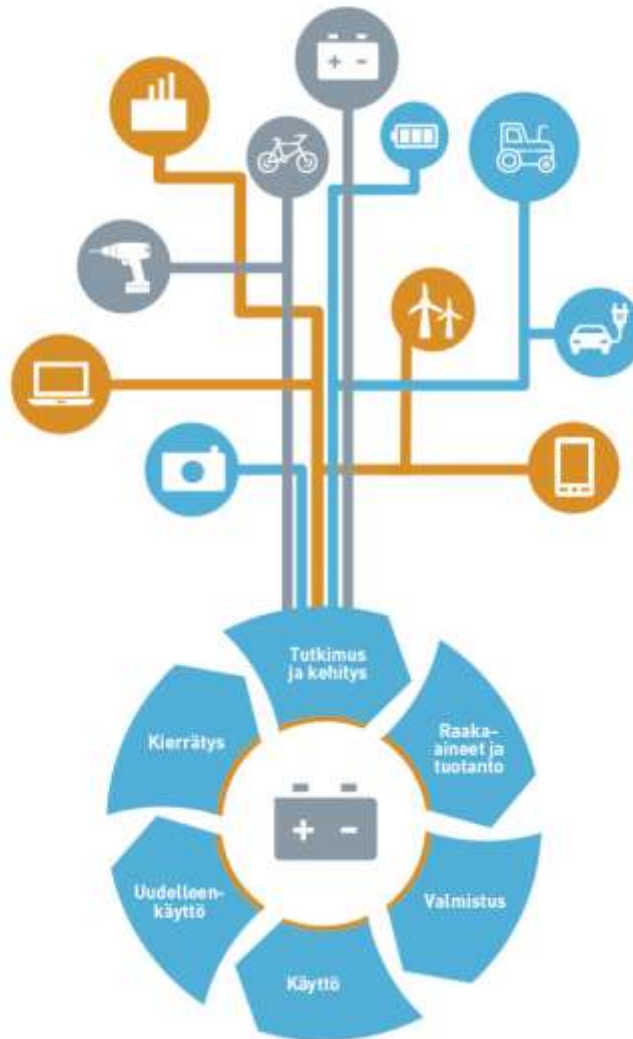 Tutkimus
ja kehitys
Raaka-
aineet ja
tuotanto
Valmistus
Käyttö
Uudelleen-
käyttö
Kierrätys